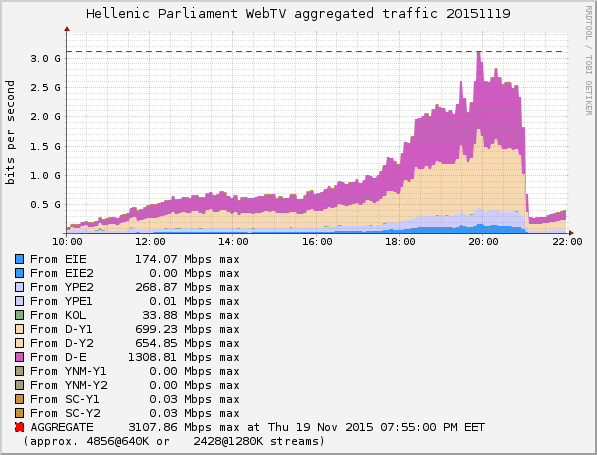 Hellenic Parliament WebTV aggregated traffic 20151119
RRDTOOL / TOBI OETIKER
bits per second
3.0 G
2.5 G
2.0 G
1.5 G
1.0 G
0.5 G
10:00 12:00 14:00 16:00 18:00 20:00 22:00
From EIE 174.07 Mbps max
From EIE2 0.00 Mbps max
From YPE2 268.87 Mbps max
From YPE1 0.01 Mbps max
From KOL 33.88 Mbps max
From D-Y1 699.23 Mbps max
From D-Y2 654.85 Mbps max
From D-E 1308.81 Mbps max
From YNM-Y1 0.00 Mbps max
From YNM-Y2 0.00 Mbps max
From SC-Y1 0.03 Mbps max
From SC-Y2 0.03 Mbps max
AGGREGATE 3107.86 Mbps max at Thu 19 Nov 2015 07:55:00 PM EET
(approx. 4856@640K or 2428@1280K streams)